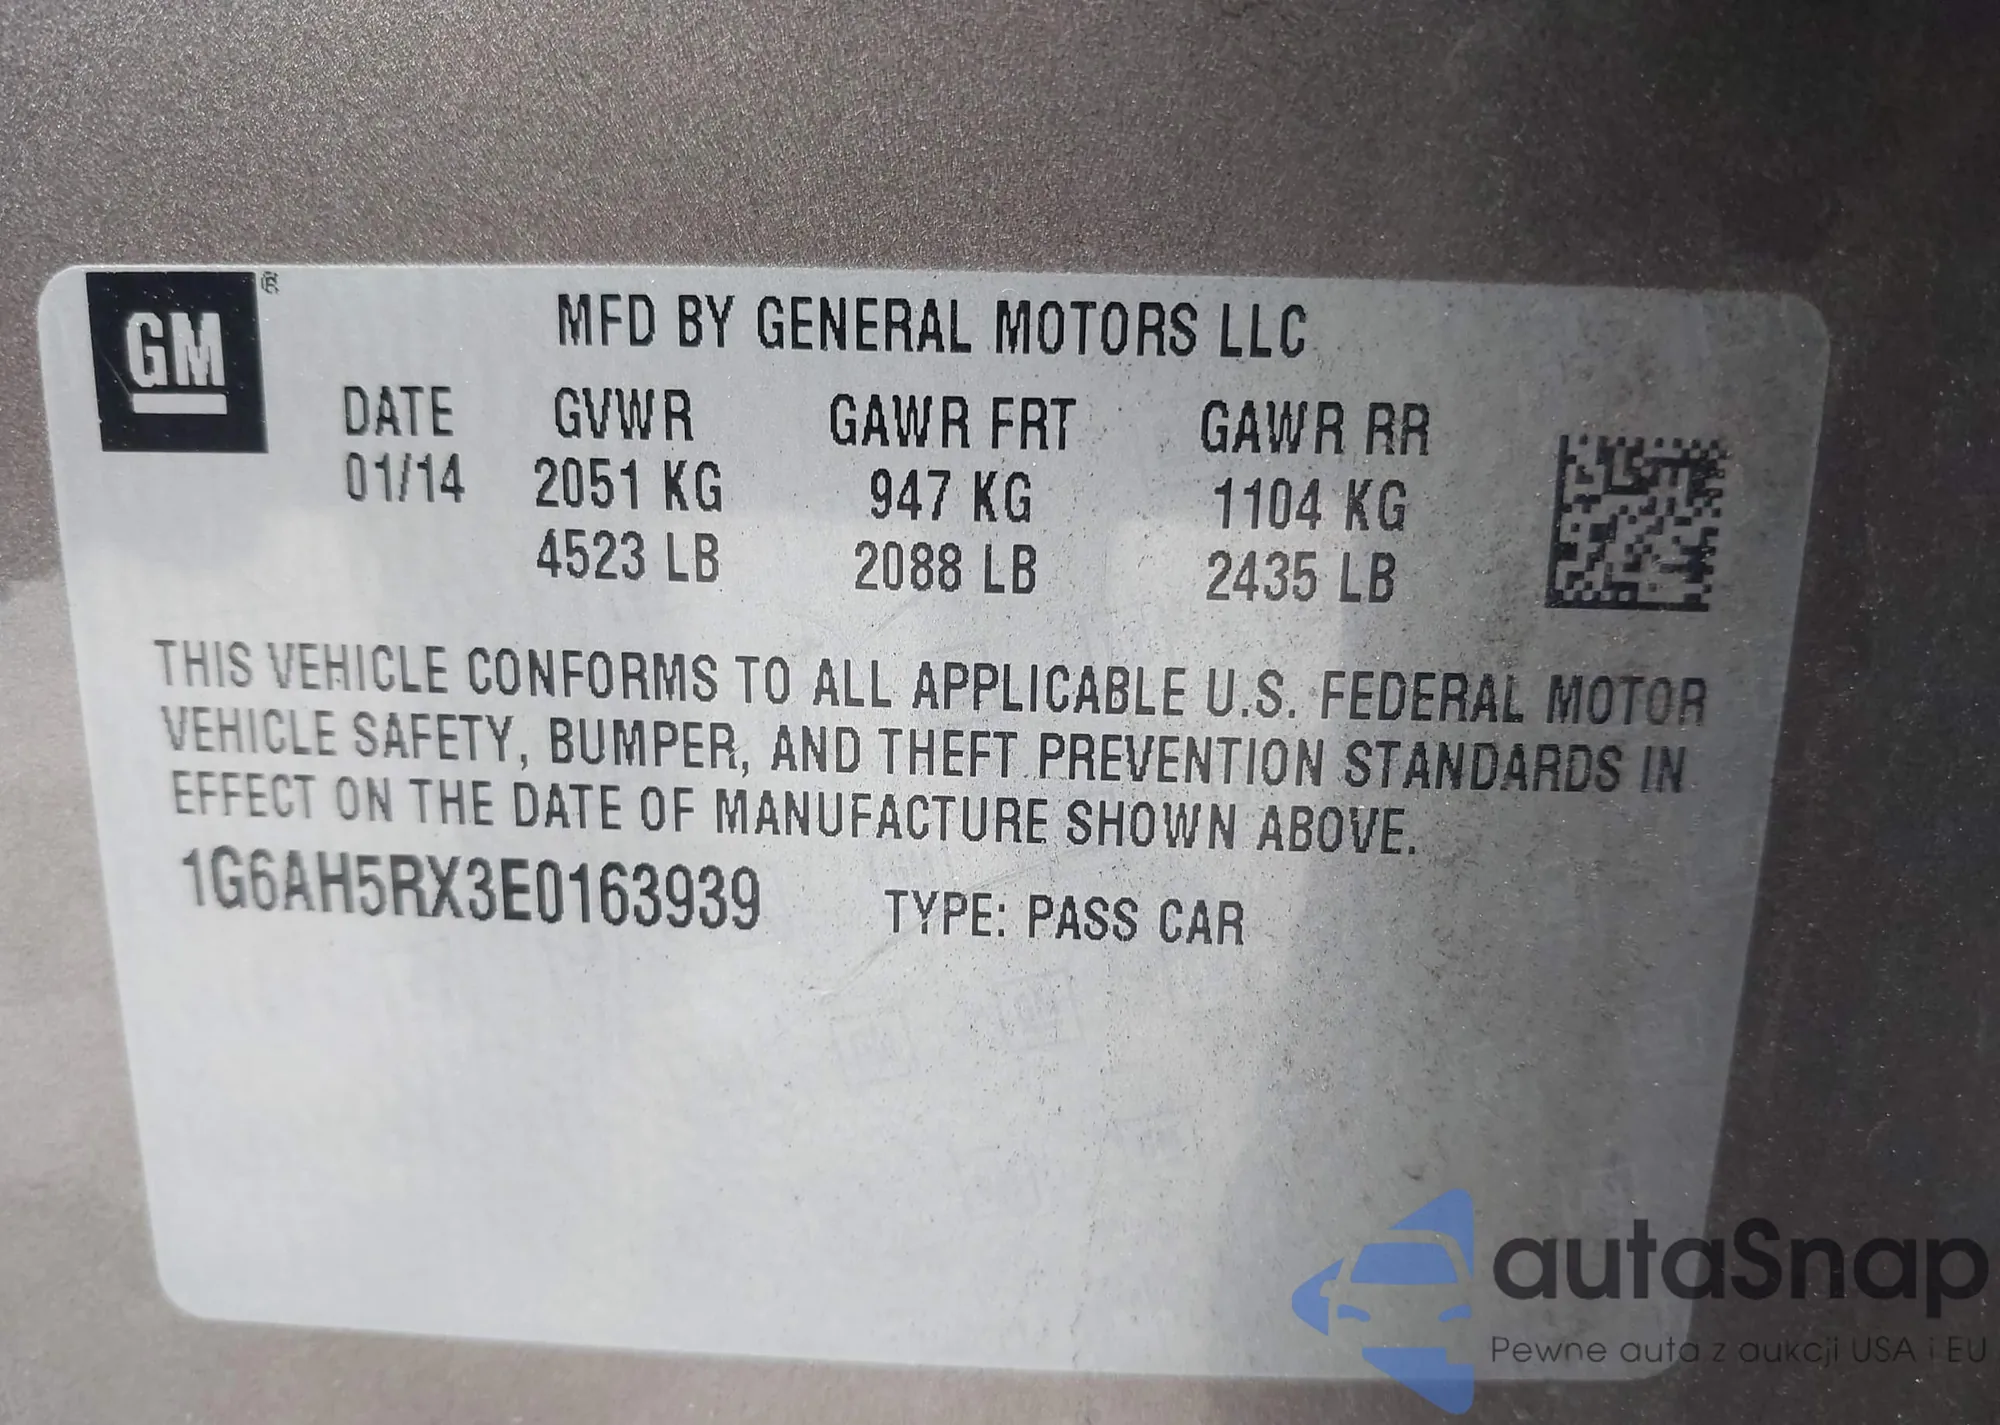 GM ®
MFD BY GENERAL MOTORS LLC
DATE GVWR GAWR FRT GAWR RR
01/14 2051 KG 947 KG 1104 KG
4523 LB 2088 LB 2435 LB
THIS VEHICLE CONFORMS TO ALL APPLICABLE U.S. FEDERAL MOTOR
VEHICLE SAFETY, BUMPER, AND THEFT PREVENTION STANDARDS IN
EFFECT ON THE DATE OF MANUFACTURE SHOWN ABOVE.
1G6AH5RX3E0163939 TYPE: PASS CAR
autaSnap
Pewne auta z aukcji USA i EU